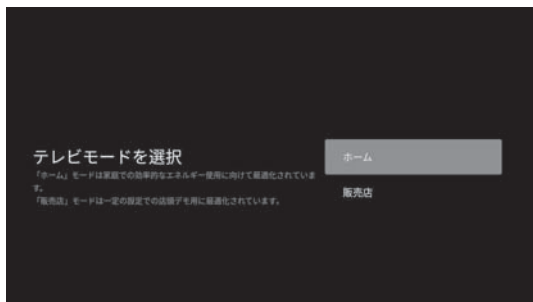 テレビモードを選択
「ホーム」モードは家庭での効率的なエネルギー使用に向けて最適化されていま
す。
「販売店」モードは一定の設定での店頭デモ用に最適化されています。
ホーム
販売店